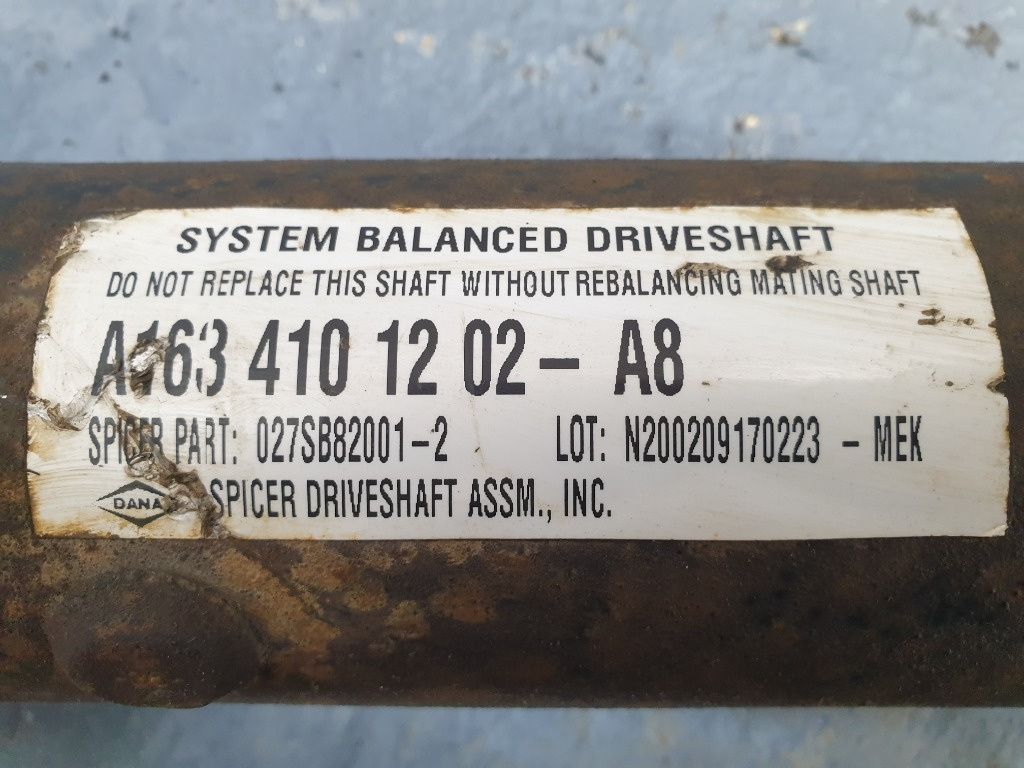 SYSTEM BALANCED DRIVESHAFT
DO NOT REPLACE THIS SHAFT WITHOUT REBALANCING MATING SHAFT
A163 410 12 02 - A8
SPICER PART: 027SB82001-2 LOT: N200209170223 - MEK
DANA SPICER DRIVESHAFT ASSM., INC.